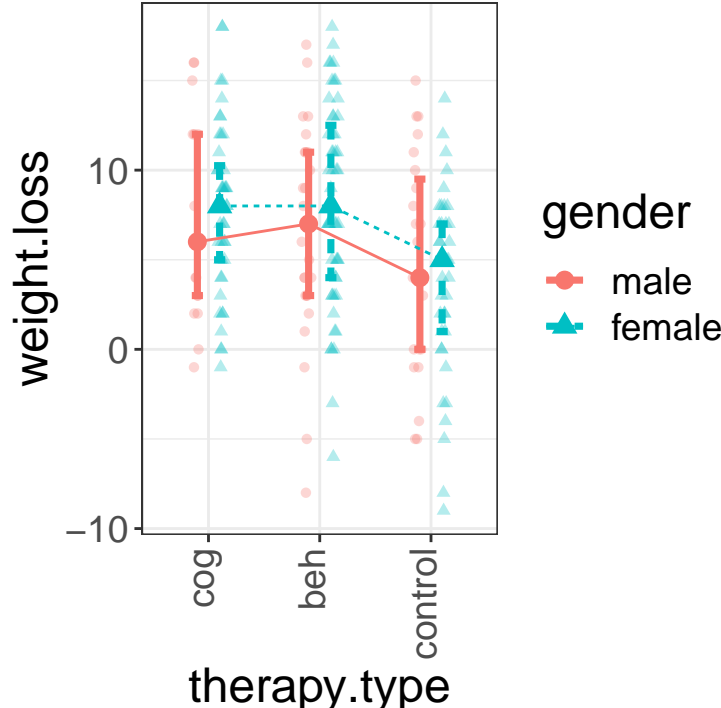 weight.loss
10
0
−10
cog
beh
control
therapy.type
gender
male
female